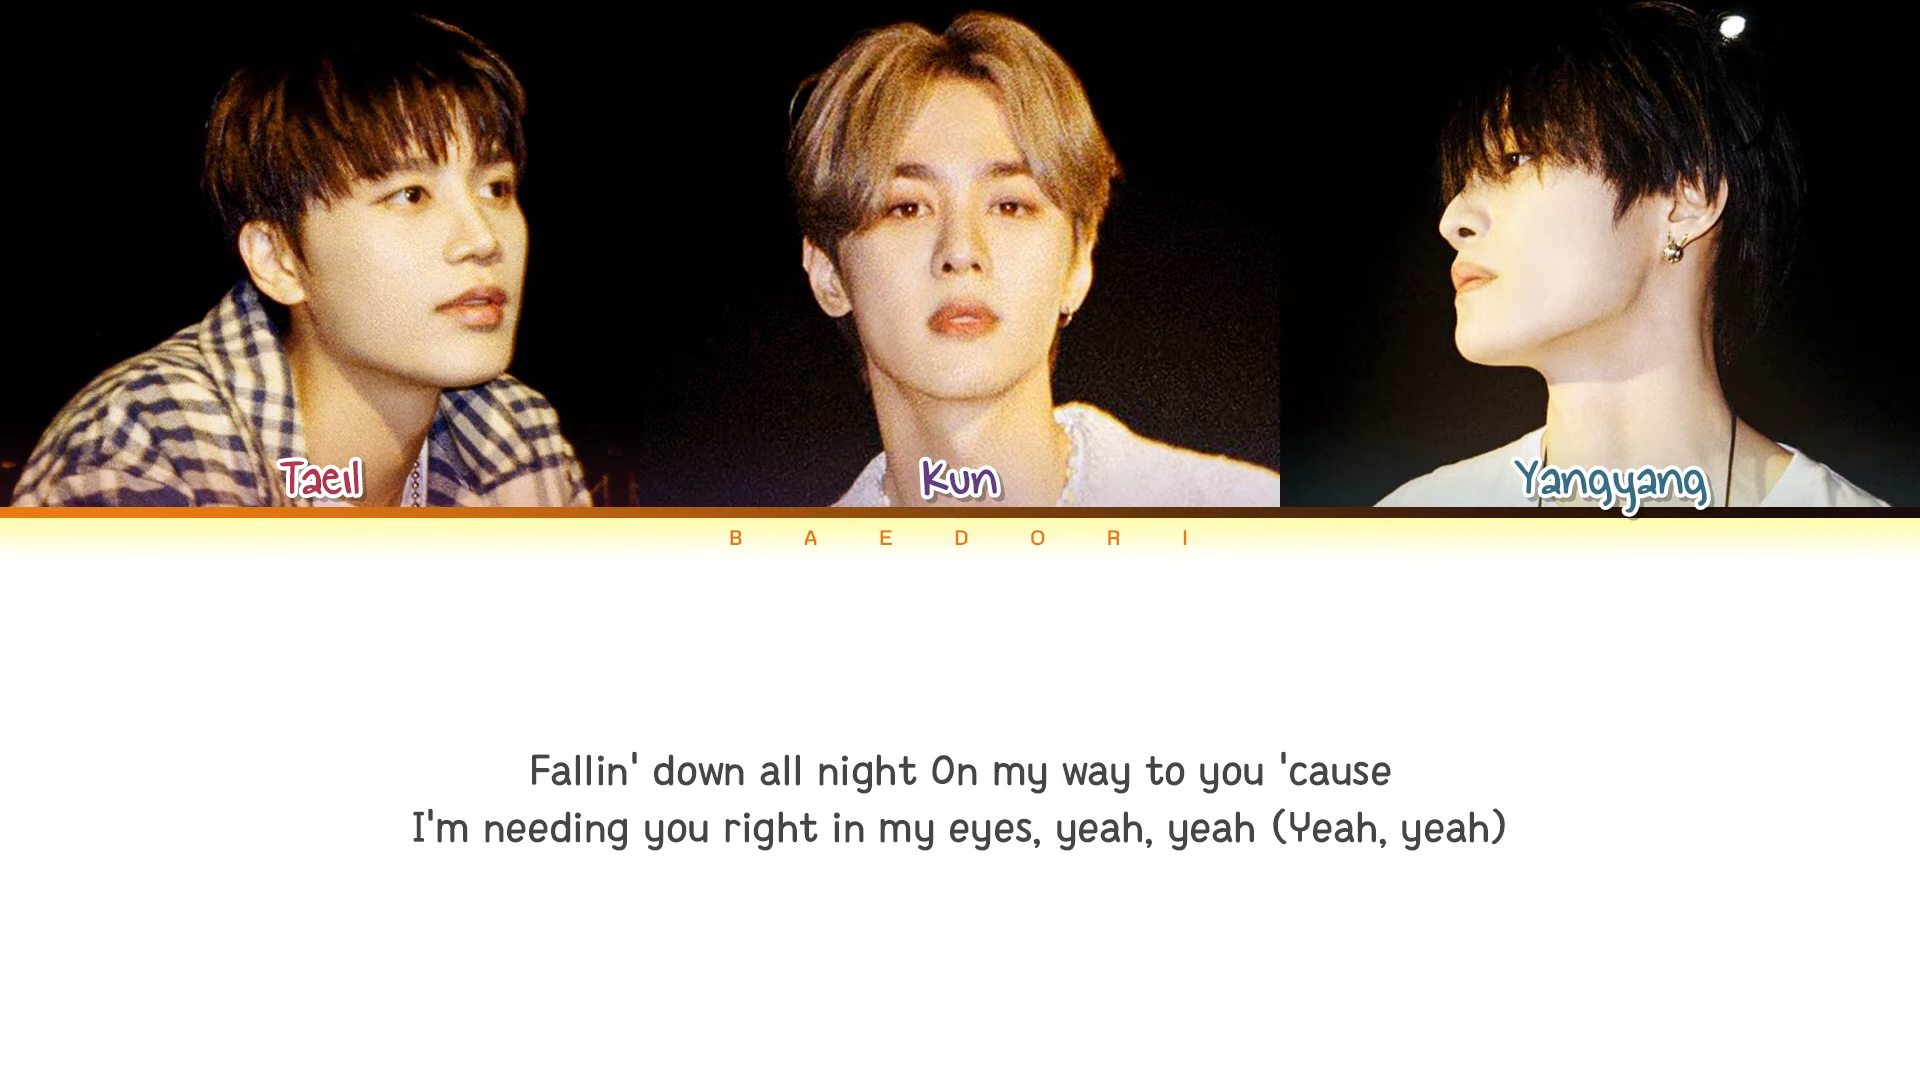 Taeil
Kun
Yangyang
BAEDORI
Fallin' down all night On my way to you 'cause
I'm needing you right in my eyes, yeah, yeah (Yeah, yeah)